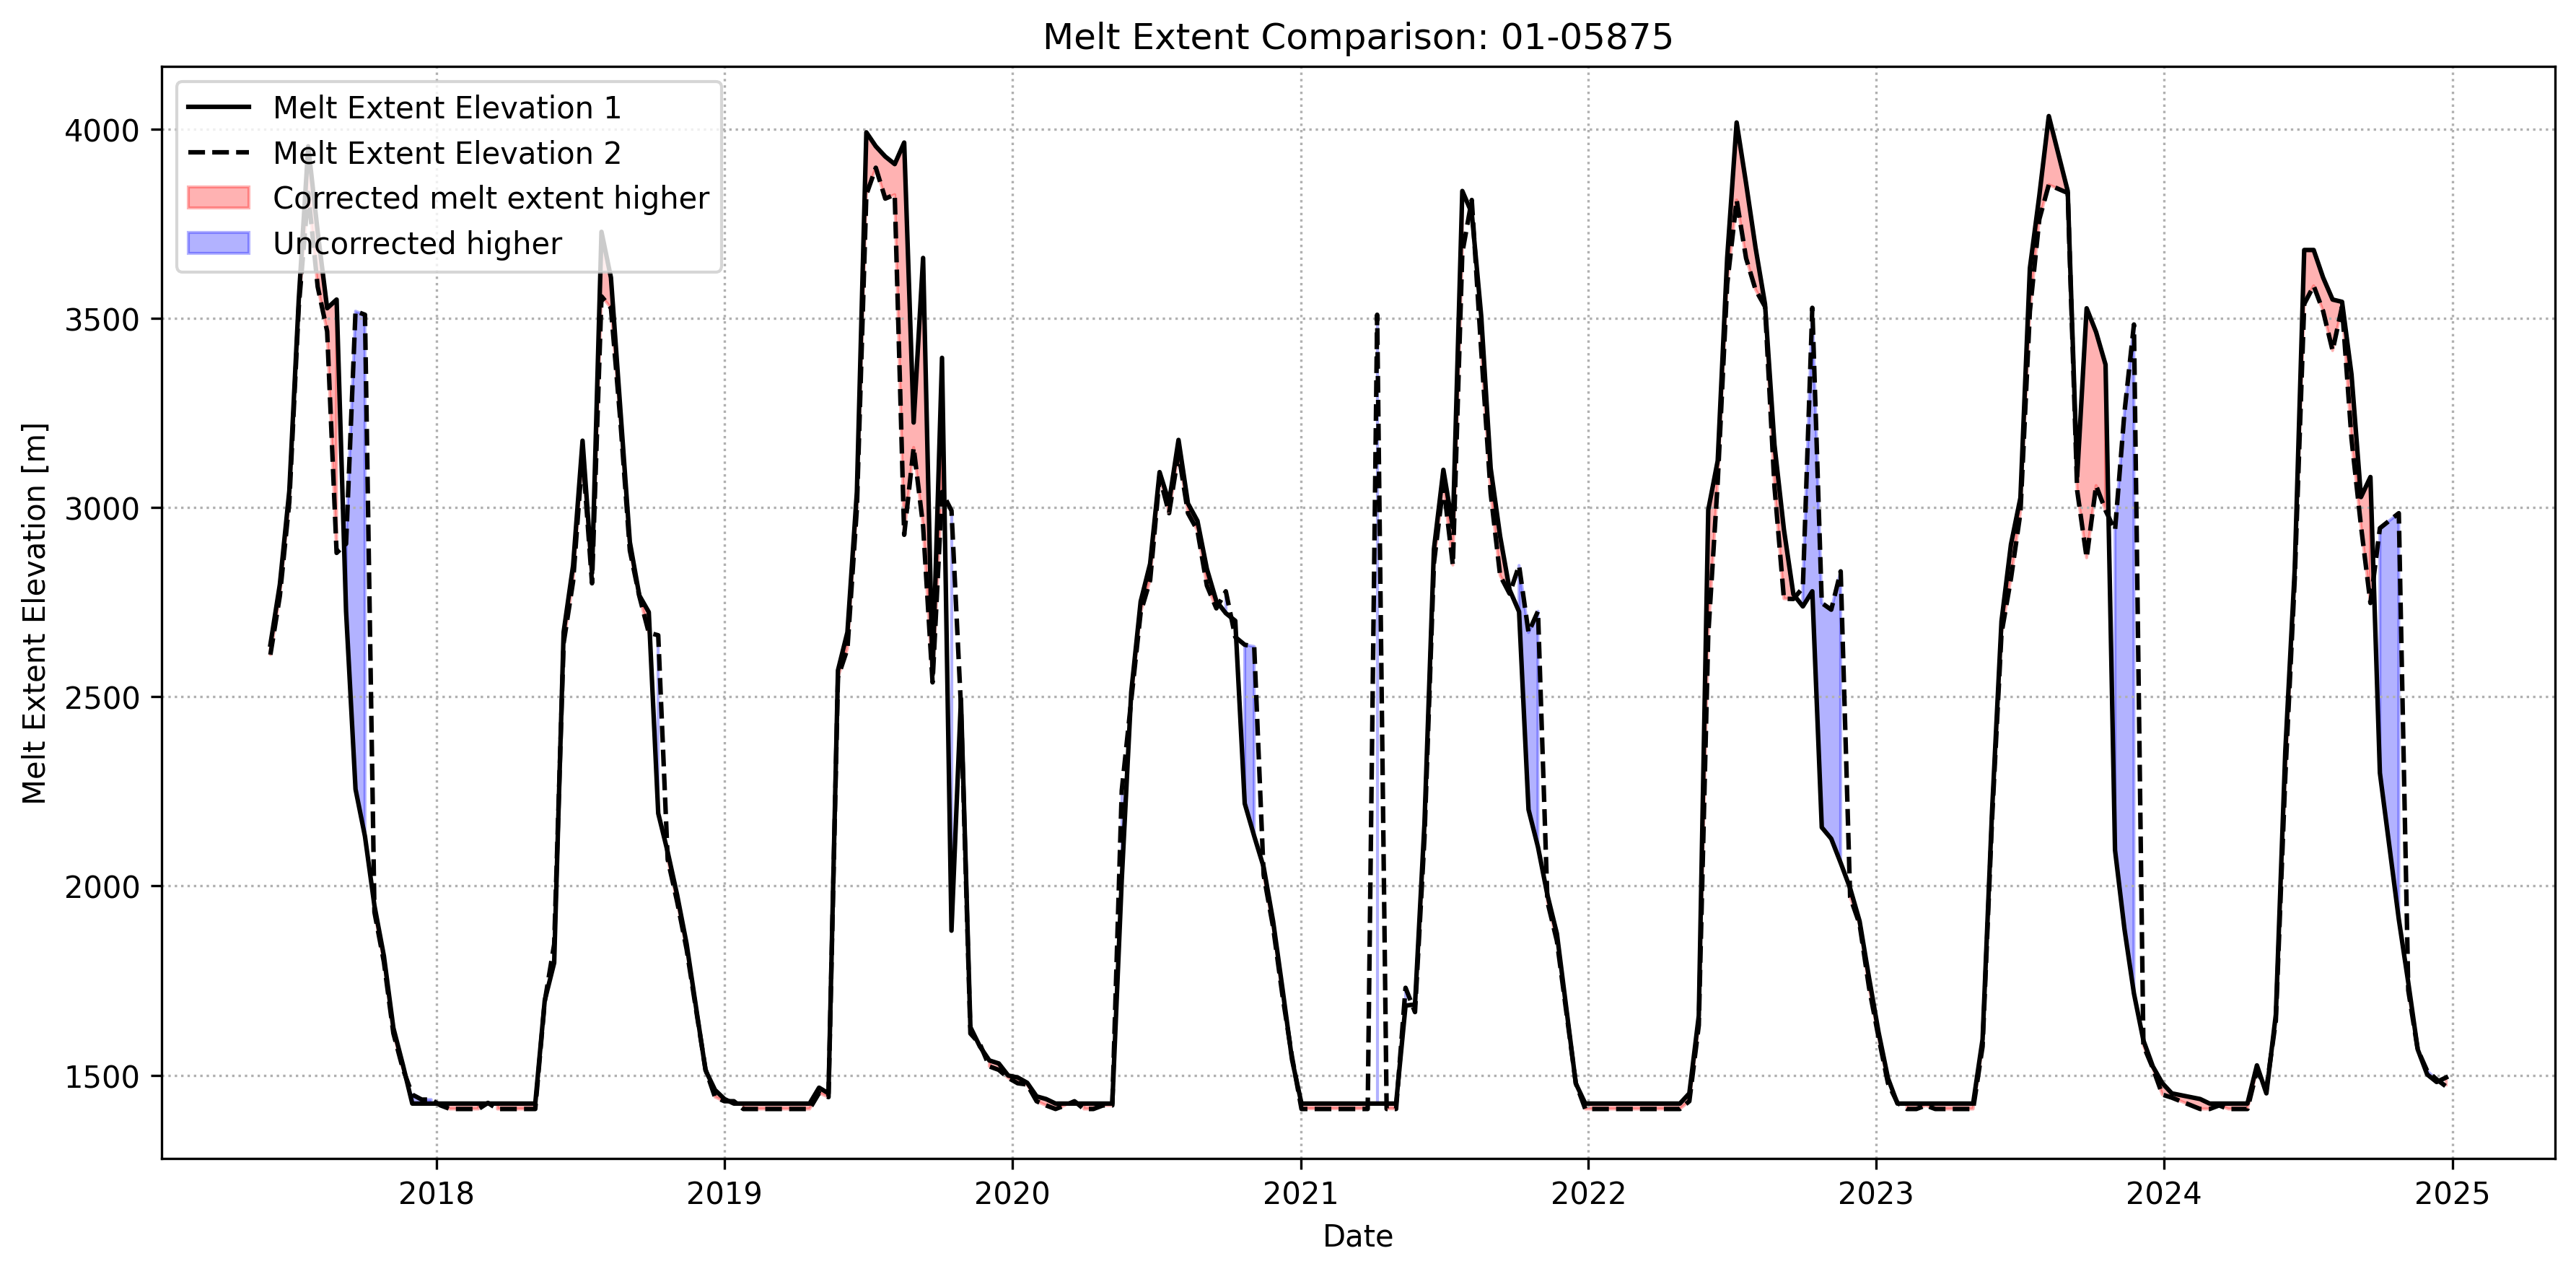 Melt Extent Comparison: 01-05875
Melt Extent Elevation 1
Melt Extent Elevation 2
Corrected melt extent higher
Uncorrected higher
Melt Extent Elevation [m]
4000
3500
3000
2500
2000
1500
2018 2019 2020 2021 2022 2023 2024 2025
Date